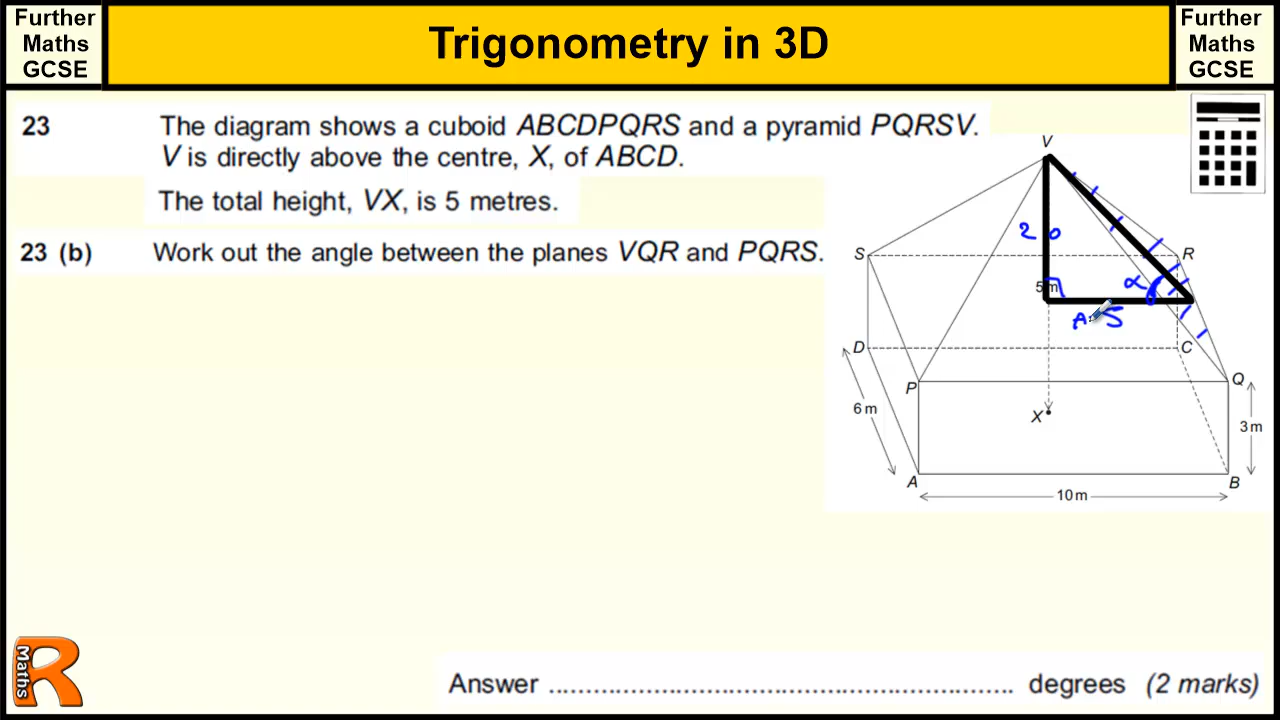 Further
Maths
GCSE
Trigonometry in 3D
Further
Maths
GCSE
23 The diagram shows a cuboid ABCDPQRS and a pyramid PQRSV.
V is directly above the centre, X, of ABCD.
The total height, VX, is 5 metres.
23 (b) Work out the angle between the planes VQR and PQRS.
V
2 o
S
R
5 m
α
A 5
D
C
P
Q
6 m
X
3 m
A
B
10 m
R
Maths
Answer ........................................................... degrees (2 marks)